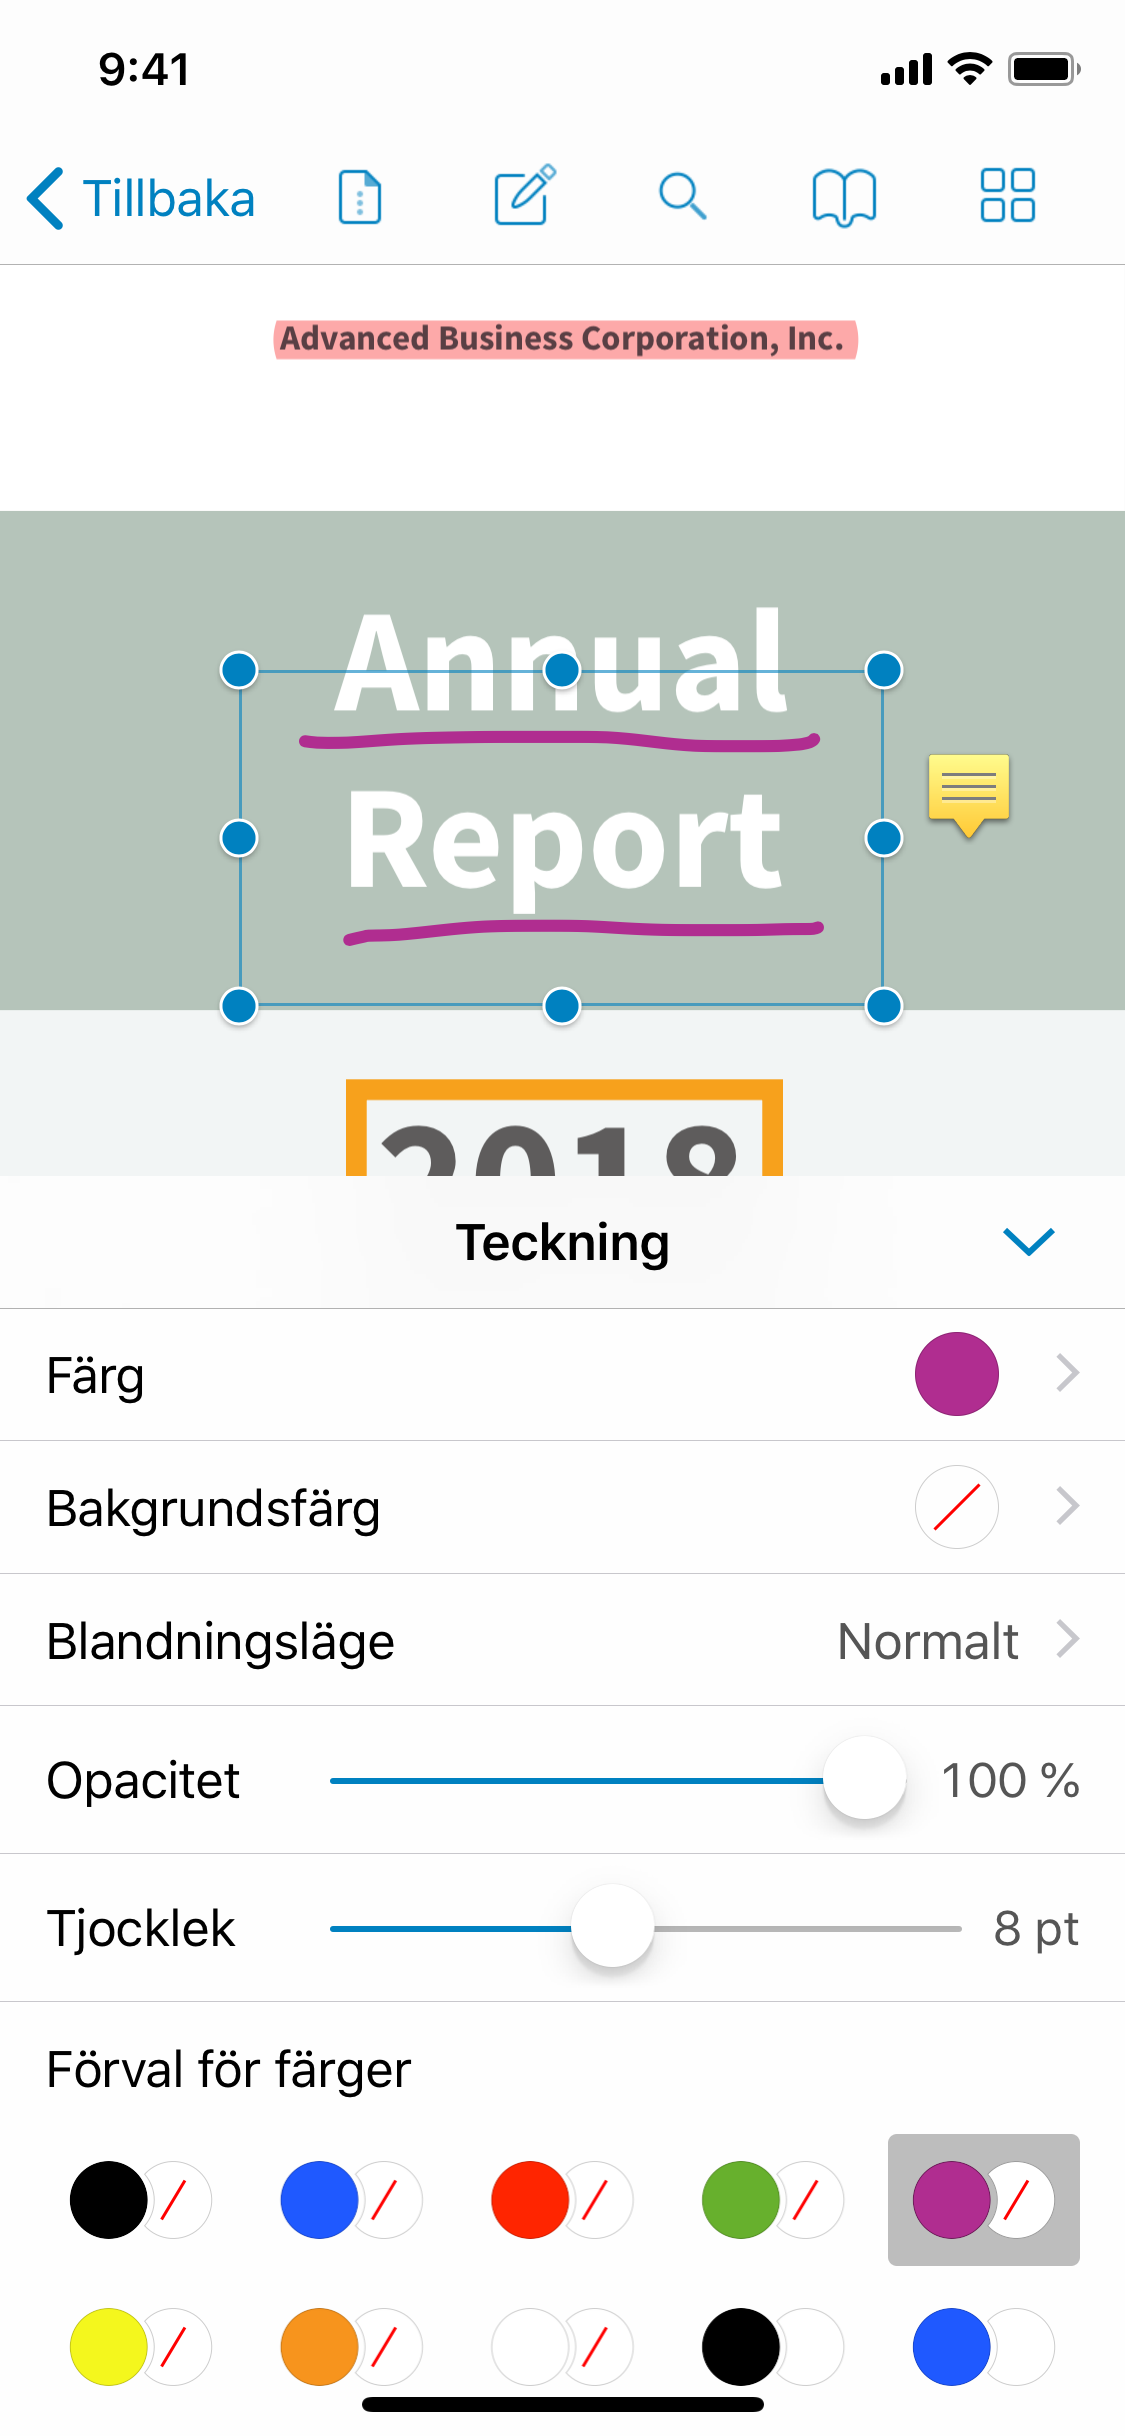 9:41
Tillbaka
Advanced Business Corporation, Inc.
Annual
Report
2018
Teckning
Färg
Bakgrundsfärg
Blandningsläge Normalt
Opacitet 100 %
Tjocklek 8 pt
Förval för färger